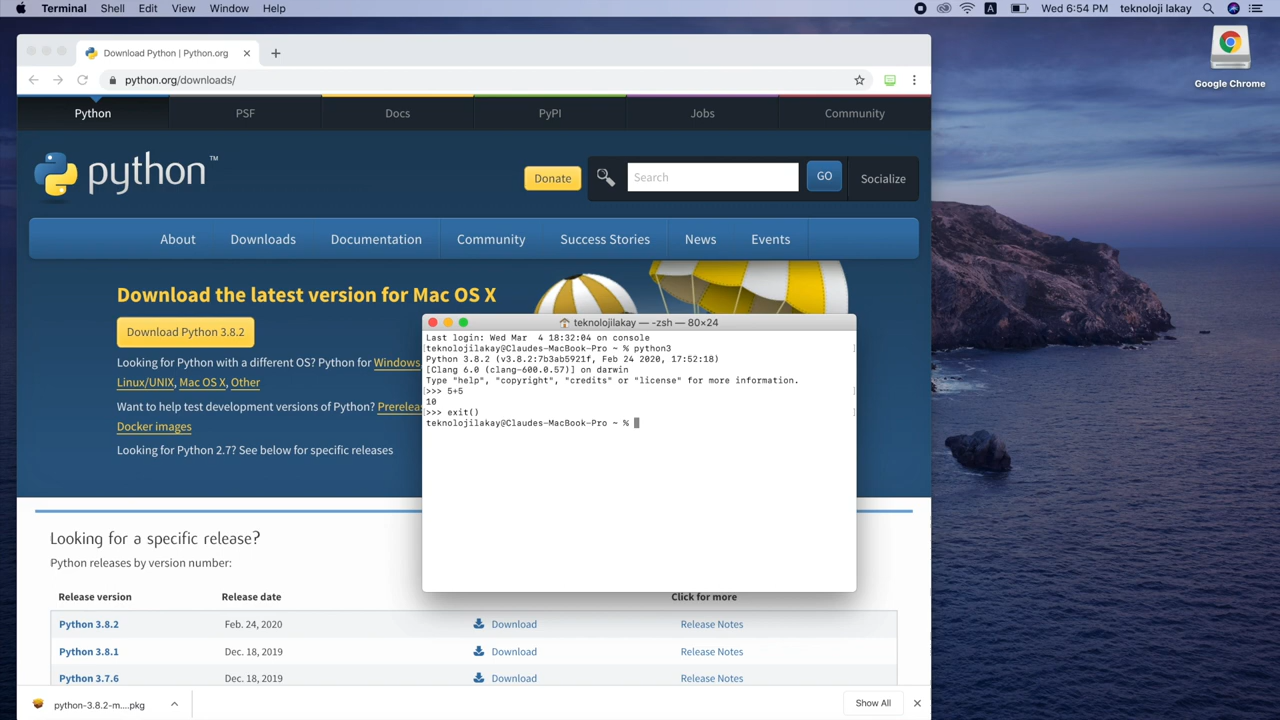 Terminal Shell Edit View Window Help
A Wed 6:54 PM teknoloji lakay
Download Python | Python.org
python.org/downloads/
Google Chrome
Python PSF Docs PyPI Jobs Community
python™
Donate Search GO Socialize
About Downloads Documentation Community Success Stories News Events
Download the latest version for Mac OS X
Download Python 3.8.2
Looking for Python with a different OS? Python for Windows
Linux/UNIX, Mac OS X, Other
Want to help test development versions of Python? Prerelea
Docker images
Looking for Python 2.7? See below for specific releases
teknolojilakay — -zsh — 80×24
Last login: Wed Mar  4 18:32:04 on console
teknolojilakay@Claudes-MacBook-Pro ~ % python3
Python 3.8.2 (v3.8.2:7b3ab5921f, Feb 24 2020, 17:52:18)
[Clang 6.0 (clang-600.0.57)] on darwin
Type "help", "copyright", "credits" or "license" for more information.
>>> 5+5
10
>>> exit()
teknolojilakay@Claudes-MacBook-Pro ~ %
Looking for a specific release?
Python releases by version number:
Release version Release date Click for more
Python 3.8.2 Feb. 24, 2020 Download Release Notes
Python 3.8.1 Dec. 18, 2019 Download Release Notes
Python 3.7.6 Dec. 18, 2019 Download Release Notes
python-3.8.2-m....pkg Show All